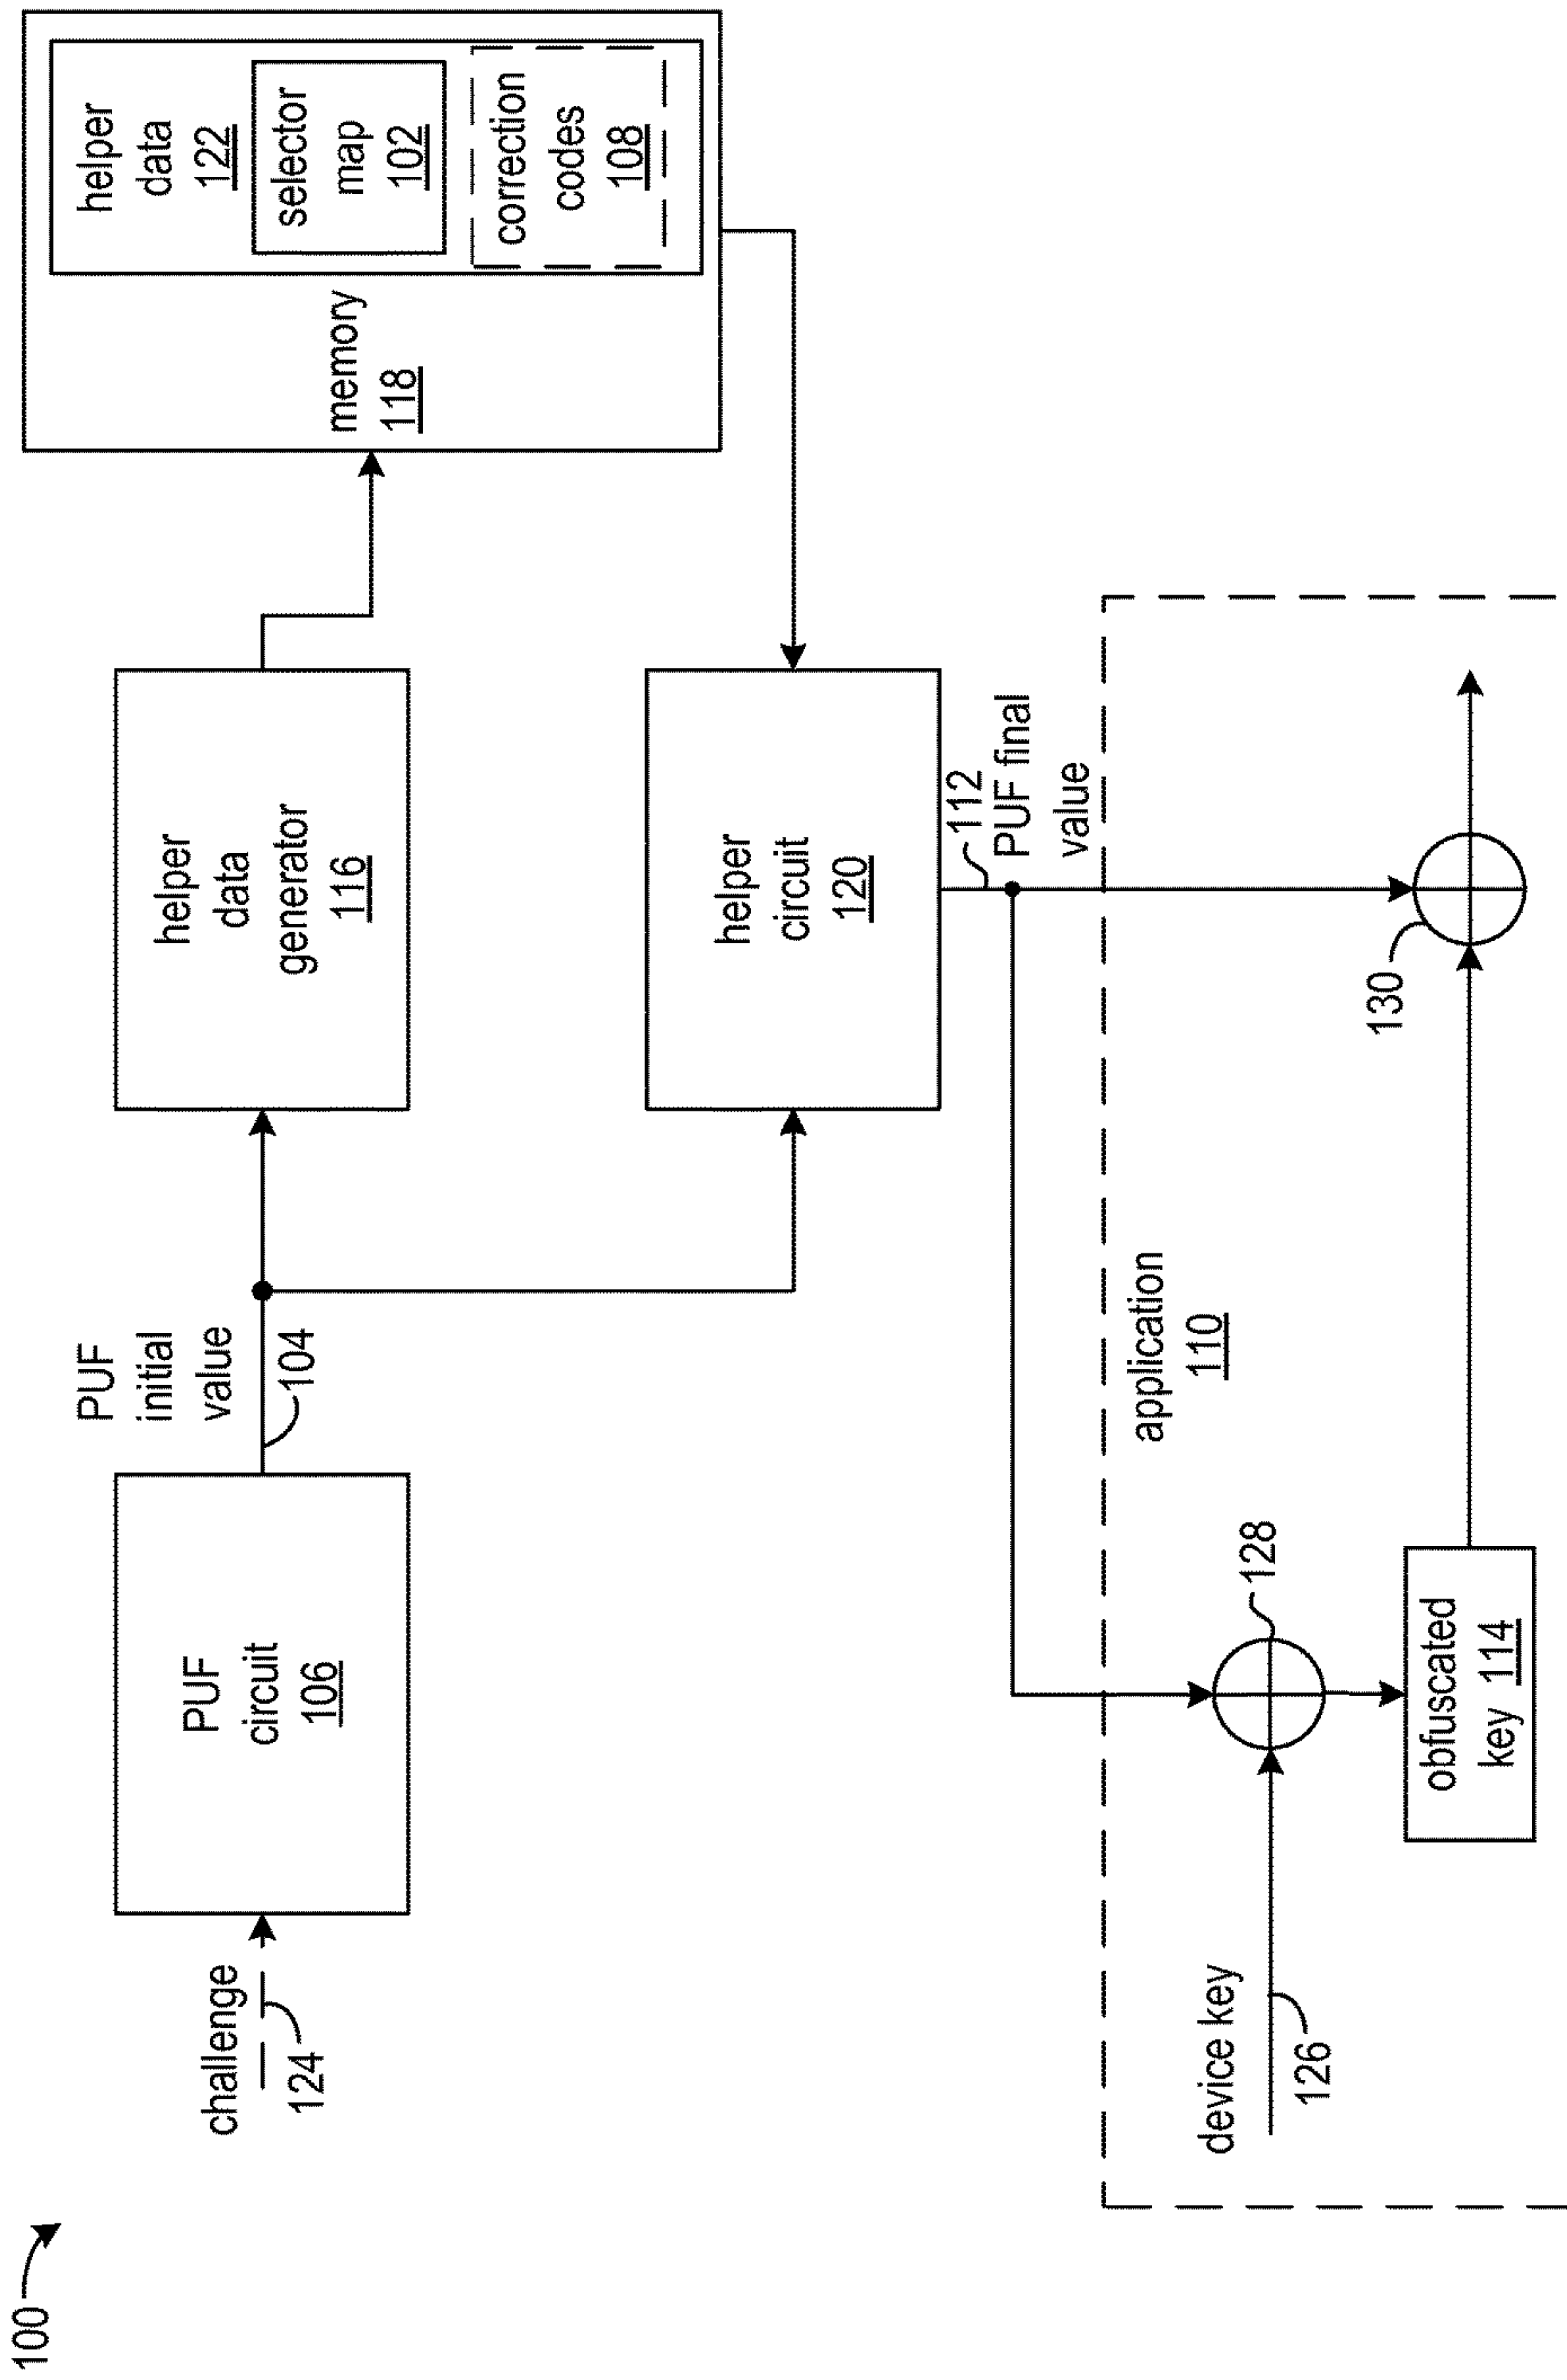 100
challenge
124
PUF
circuit
106
PUF
initial
value
104
helper
data
generator
116
memory
118
helper
data
122
selector
map
102
correction
codes
108
helper
circuit
120
112
PUF final
value
application
110
device key
126
128
obfuscated
key 114
130